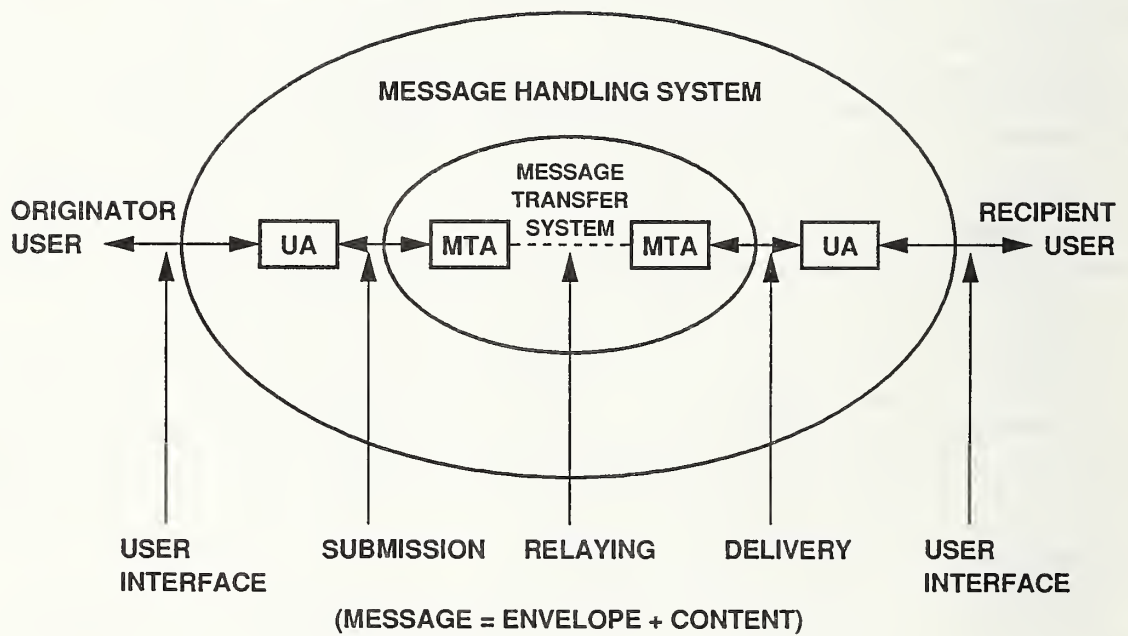 MESSAGE HANDLING SYSTEM
MESSAGE
TRANSFER
SYSTEM
ORIGINATOR
USER
UA
MTA
MTA
UA
RECIPIENT
USER
USER
INTERFACE
SUBMISSION
RELAYING
DELIVERY
USER
INTERFACE
(MESSAGE = ENVELOPE + CONTENT)